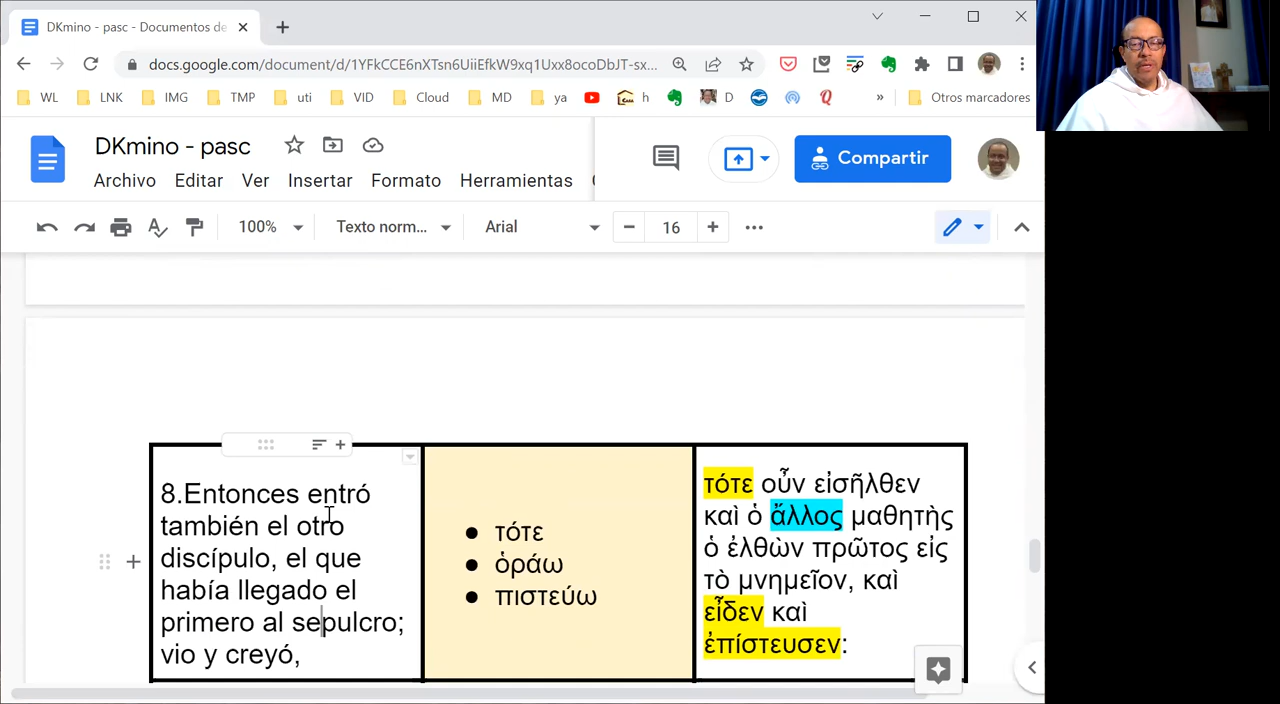 DKmino - pasc - Documentos de
docs.google.com/document/d/1YFkCCE6nX6m6UiiEfkW9xq1Uxx8ocoDbJT-sx...
WL LNK IMG TMP uti VID Cloud MD ya h D » Otros marcadores
DKmino - pasc
Archivo Editar Ver Insertar Formato Herramientas
Compartir
100% Texto norm... Arial 16
8.Entonces entró
también el otro
discípulo, el que
había llegado el
primero al sepulcro;
vio y creyó,
τότε
ὁράω
πιστεύω
τότε οὖν εἰσῆλθεν
καὶ ὁ ἄλλος μαθητὴς
ὁ ἐλθὼν πρῶτος εἰς
τὸ μνημεῖον, καὶ
εἶδεν καὶ
ἐπίστευσεν: